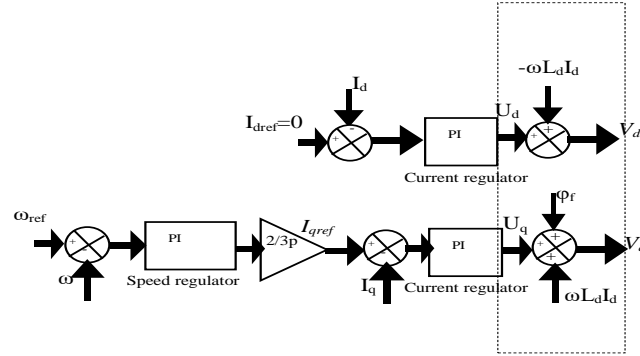 -ωLdId
Id
Idref=0
+
-
PI
Ud
+
+
Vd
Current regulator
φf
ωref
+
-
PI
2/3p
Iqref
+
-
PI
Uq
+
+
+
ω
Speed regulator
Iq
Current regulator
ωLdId